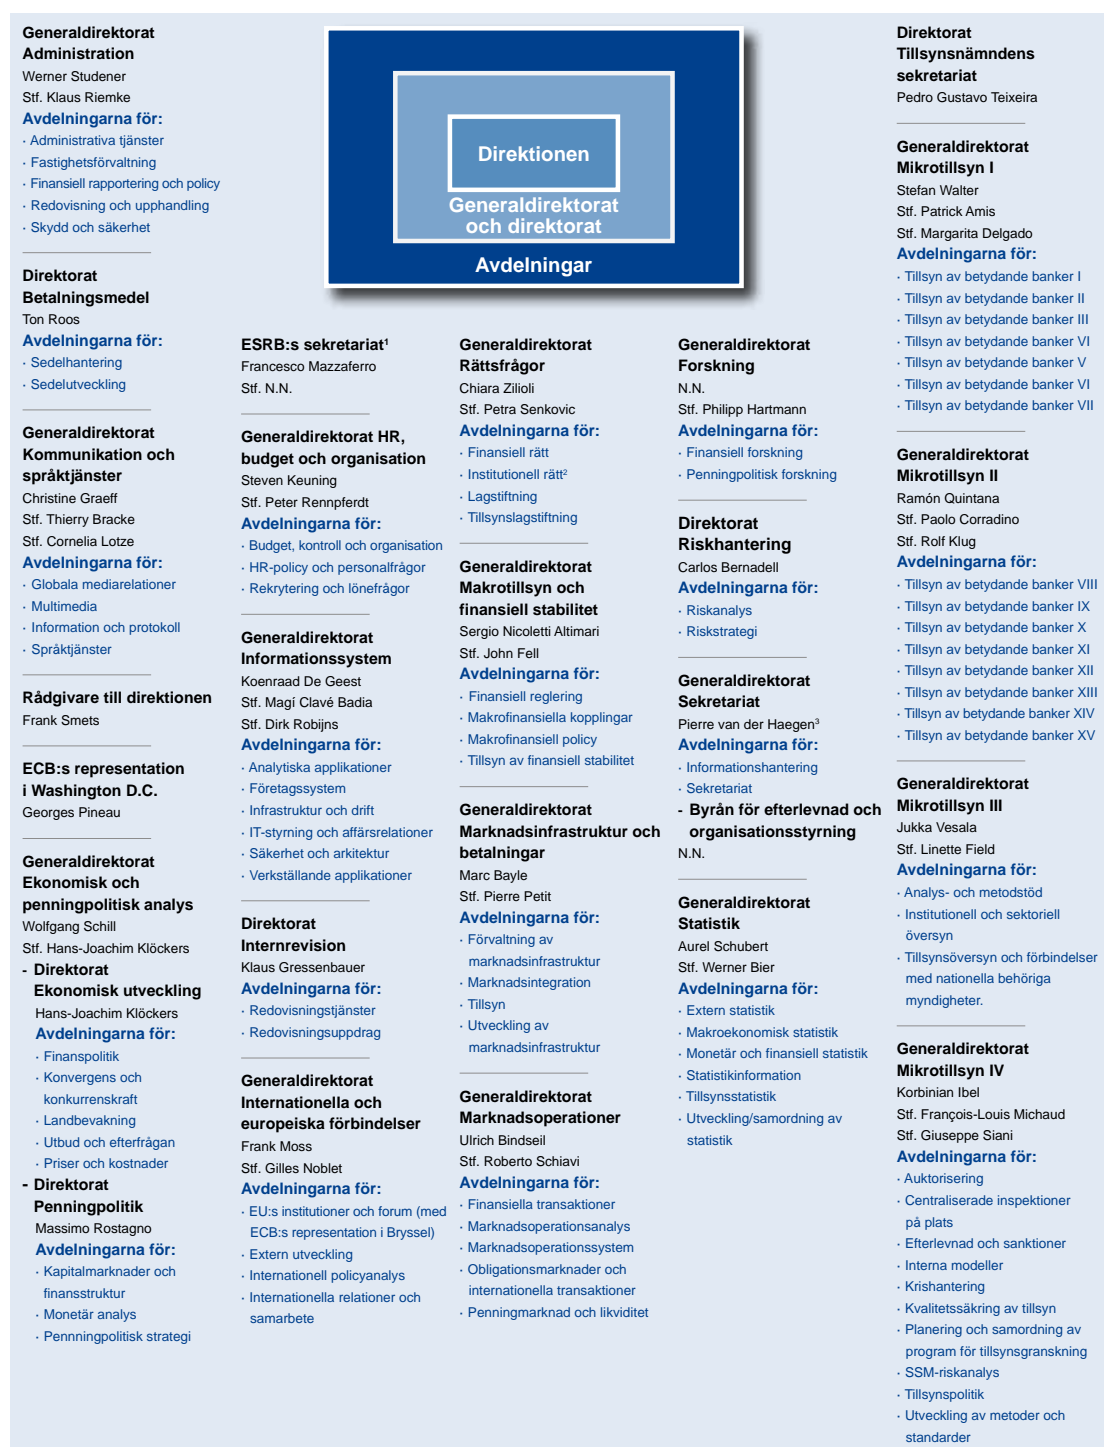 Generaldirektorat
Administration
Werner Studener
Stf. Klaus Riemke
Avdelningarna för:
· Administrativa tjänster
· Fastighetsförvaltning
· Finansiell rapportering och policy
· Redovisning och upphandling
· Skydd och säkerhet
Direktorat
Betalningsmedel
Ton Roos
Avdelningarna för:
· Sedelhantering
· Sedelutveckling
Generaldirektorat
Kommunikation och
språktjänster
Christine Graeff
Stf. Thierry Bracke
Stf. Cornelia Lotze
Avdelningarna för:
· Globala mediarelationer
· Multimedia
· Information och protokoll
· Språktjänster
Rådgivare till direktionen
Frank Smets
ECB:s representation
i Washington D.C.
Georges Pineau
Generaldirektorat
Ekonomisk och
penningpolitisk analys
Wolfgang Schill
Stf. Hans-Joachim Klöckers
- Direktorat
Ekonomisk utveckling
Hans-Joachim Klöckers
Avdelningarna för:
· Finanspolitik
· Konvergens och
konkurrenskraft
· Landbevakning
· Utbud och efterfrågan
· Priser och kostnader
- Direktorat
Penningpolitik
Massimo Rostagno
Avdelningarna för:
· Kapitalmarknader och
finansstruktur
· Monetär analys
· Pennningpolitisk strategi
Direktionen
Generaldirektorat
och direktorat
Avdelningar
ESRB:s sekretariat¹
Francesco Mazzaferro
Stf. N.N.
Generaldirektorat HR,
budget och organisation
Steven Keuning
Stf. Peter Rennpferdt
Avdelningarna för:
· Budget, kontroll och organisation
· HR-policy och personalfrågor
· Rekrytering och lönefrågor
Generaldirektorat
Informationssystem
Koenraad De Geest
Stf. Magí Clavé Badia
Stf. Dirk Robijns
Avdelningarna för:
· Analytiska applikationer
· Företagssystem
· Infrastruktur och drift
· IT-styrning och affärsrelationer
· Säkerhet och arkitektur
· Verkställande applikationer
Direktorat
Internrevision
Klaus Gressenbauer
Avdelningarna för:
· Redovisningstjänster
· Redovisningsuppdrag
Generaldirektorat
Internationella och
europeiska förbindelser
Frank Moss
Stf. Gilles Noblet
Avdelningarna för:
· EU:s institutioner och forum (med
ECB:s representation i Bryssel)
· Extern utveckling
· Internationell policyanalys
· Internationella relationer och
samarbete
Generaldirektorat
Rättsfrågor
Chiara Zilioli
Stf. Petra Senkovic
Avdelningarna för:
· Finansiell rätt
· Institutionell rätt²
· Lagstiftning
· Tillsynslagstiftning
Generaldirektorat
Makrotillsyn och
finansiell stabilitet
Sergio Nicoletti Altimari
Stf. John Fell
Avdelningarna för:
· Finansiell reglering
· Makrofinansiella kopplingar
· Makrofinansiell policy
· Tillsyn av finansiell stabilitet
Generaldirektorat
Marknadsinfrastruktur och
betalningar
Marc Bayle
Stf. Pierre Petit
Avdelningarna för:
· Förvaltning av
marknadsinfrastruktur
· Marknadsintegration
· Tillsyn
· Utveckling av
marknadsinfrastruktur
Generaldirektorat
Marknadsoperationer
Ulrich Bindseil
Stf. Roberto Schiavi
Avdelningarna för:
· Finansiella transaktioner
· Marknadsoperationsanalys
· Marknadsoperationssystem
· Obligationsmarknader och
internationella transaktioner
· Penningmarknad och likviditet
Generaldirektorat
Forskning
N.N.
Stf. Philipp Hartmann
Avdelningarna för:
· Finansiell forskning
· Penningpolitisk forskning
Direktorat
Riskhantering
Carlos Bernadell
Avdelningarna för:
· Riskanalys
· Riskstrategi
Generaldirektorat
Sekretariat
Pierre van der Haegen³
Avdelningarna för:
· Informationshantering
· Sekretariat
- Byrån för efterlevnad och
organisationsstyrning
N.N.
Generaldirektorat
Statistik
Aurel Schubert
Stf. Werner Bier
Avdelningarna för:
· Extern statistik
· Makroekonomisk statistik
· Monetär och finansiell statistik
· Statistikinformation
· Tillsynsstatistik
· Utveckling/samordning av
statistik
Direktorat
Tillsynsnämndens
sekretariat
Pedro Gustavo Teixeira
Generaldirektorat
Mikrotillsyn I
Stefan Walter
Stf. Patrick Amis
Stf. Margarita Delgado
Avdelningarna för:
· Tillsyn av betydande banker I
· Tillsyn av betydande banker II
· Tillsyn av betydande banker III
· Tillsyn av betydande banker VI
· Tillsyn av betydande banker V
· Tillsyn av betydande banker VI
· Tillsyn av betydande banker VII
Generaldirektorat
Mikrotillsyn II
Ramón Quintana
Stf. Paolo Corradino
Stf. Rolf Klug
Avdelningarna för:
· Tillsyn av betydande banker VIII
· Tillsyn av betydande banker IX
· Tillsyn av betydande banker X
· Tillsyn av betydande banker XI
· Tillsyn av betydande banker XII
· Tillsyn av betydande banker XIII
· Tillsyn av betydande banker XIV
· Tillsyn av betydande banker XV
Generaldirektorat
Mikrotillsyn III
Jukka Vesala
Stf. Linette Field
Avdelningarna för:
· Analys- och metodstöd
· Institutionell och sektoriell
översyn
· Tillsynsöversyn och förbindelser
med nationella behöriga
myndigheter.
Generaldirektorat
Mikrotillsyn IV
Korbinian Ibel
Stf. François-Louis Michaud
Stf. Giuseppe Siani
Avdelningarna för:
· Auktorisering
· Centraliserade inspektioner
på plats
· Efterlevnad och sanktioner
· Interna modeller
· Krishantering
· Kvalitetssäkring av tillsyn
· Planering och samordning av
program för tillsynsgranskning
· SSM-riskanalys
· Tillsynspolitik
· Utveckling av metoder och
standarder